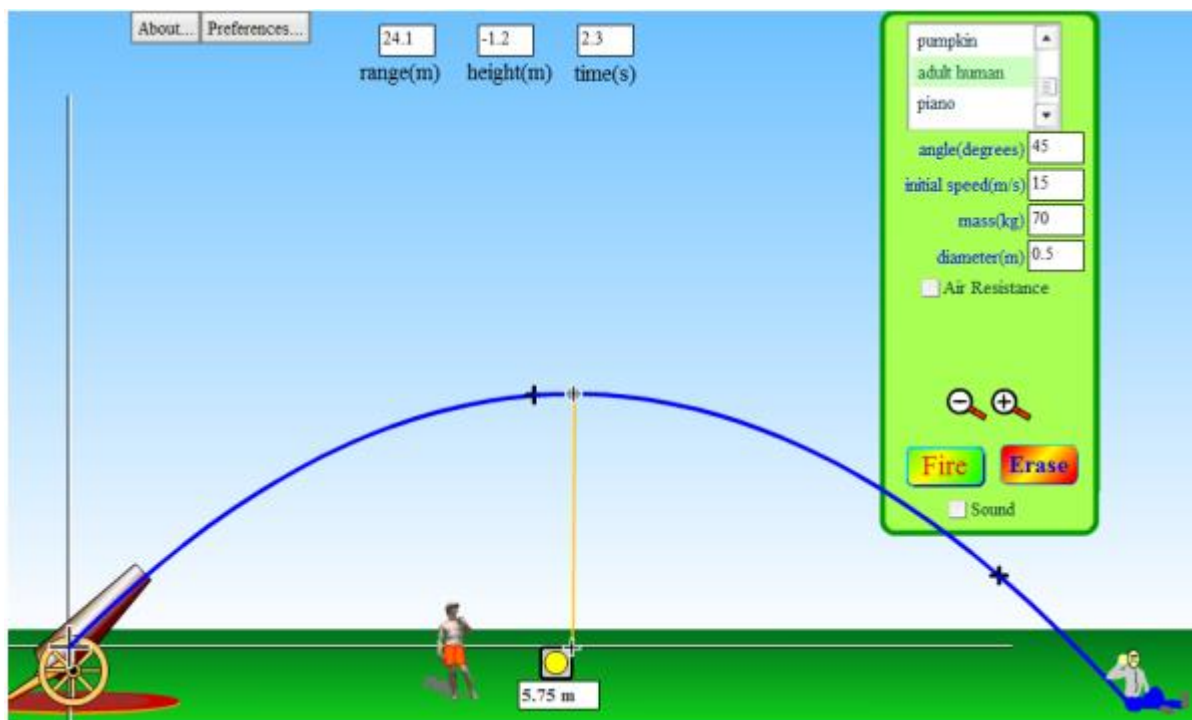 About... Preferences...
24.1 -1.2 2.3
range(m) height(m) time(s)
pumpkin
adult human
piano
angle(degrees) 45
initial speed(m/s) 15
mass(kg) 70
diameter(m) 0.5
Air Resistance
Fire Erase
Sound
5.75 m